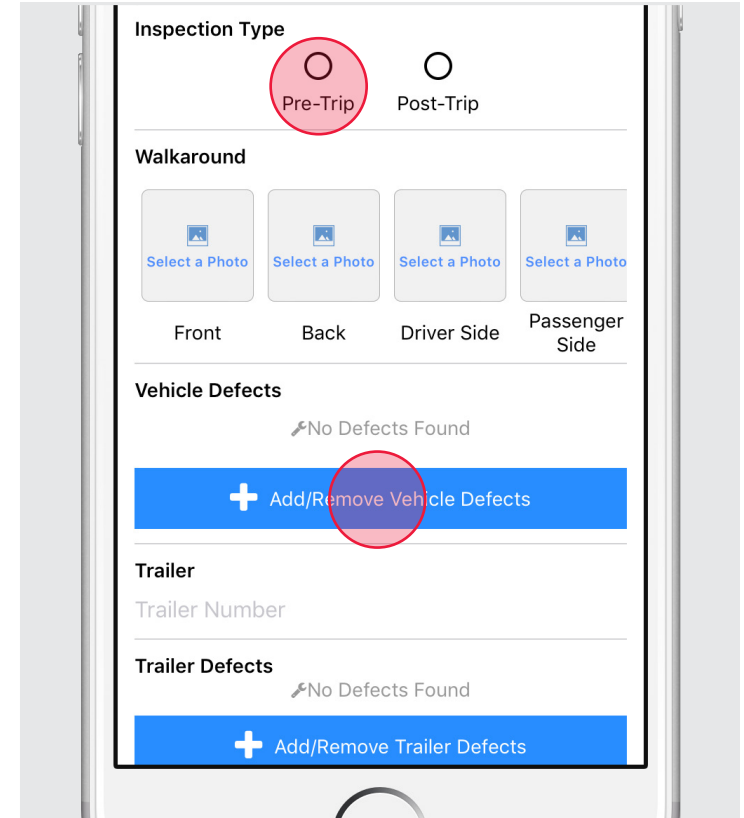 Inspection Type
Pre-Trip
Post-Trip
Walkaround
Select a Photo
Select a Photo
Select a Photo
Select a Photo
Front
Back
Driver Side
Passenger
Side
Vehicle Defects
No Defects Found
Add/Remove Vehicle Defects
Trailer
Trailer Number
Trailer Defects
No Defects Found
Add/Remove Trailer Defects